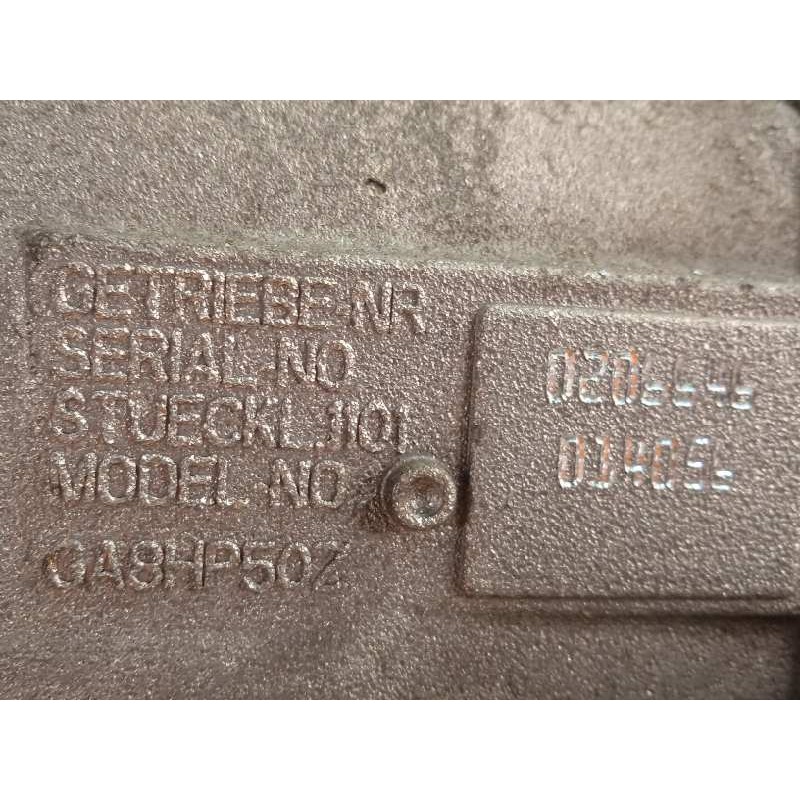 GETRIEBE NR
SERIAL NO
STUECKL.1101
MODEL NO
GA8HP50Z